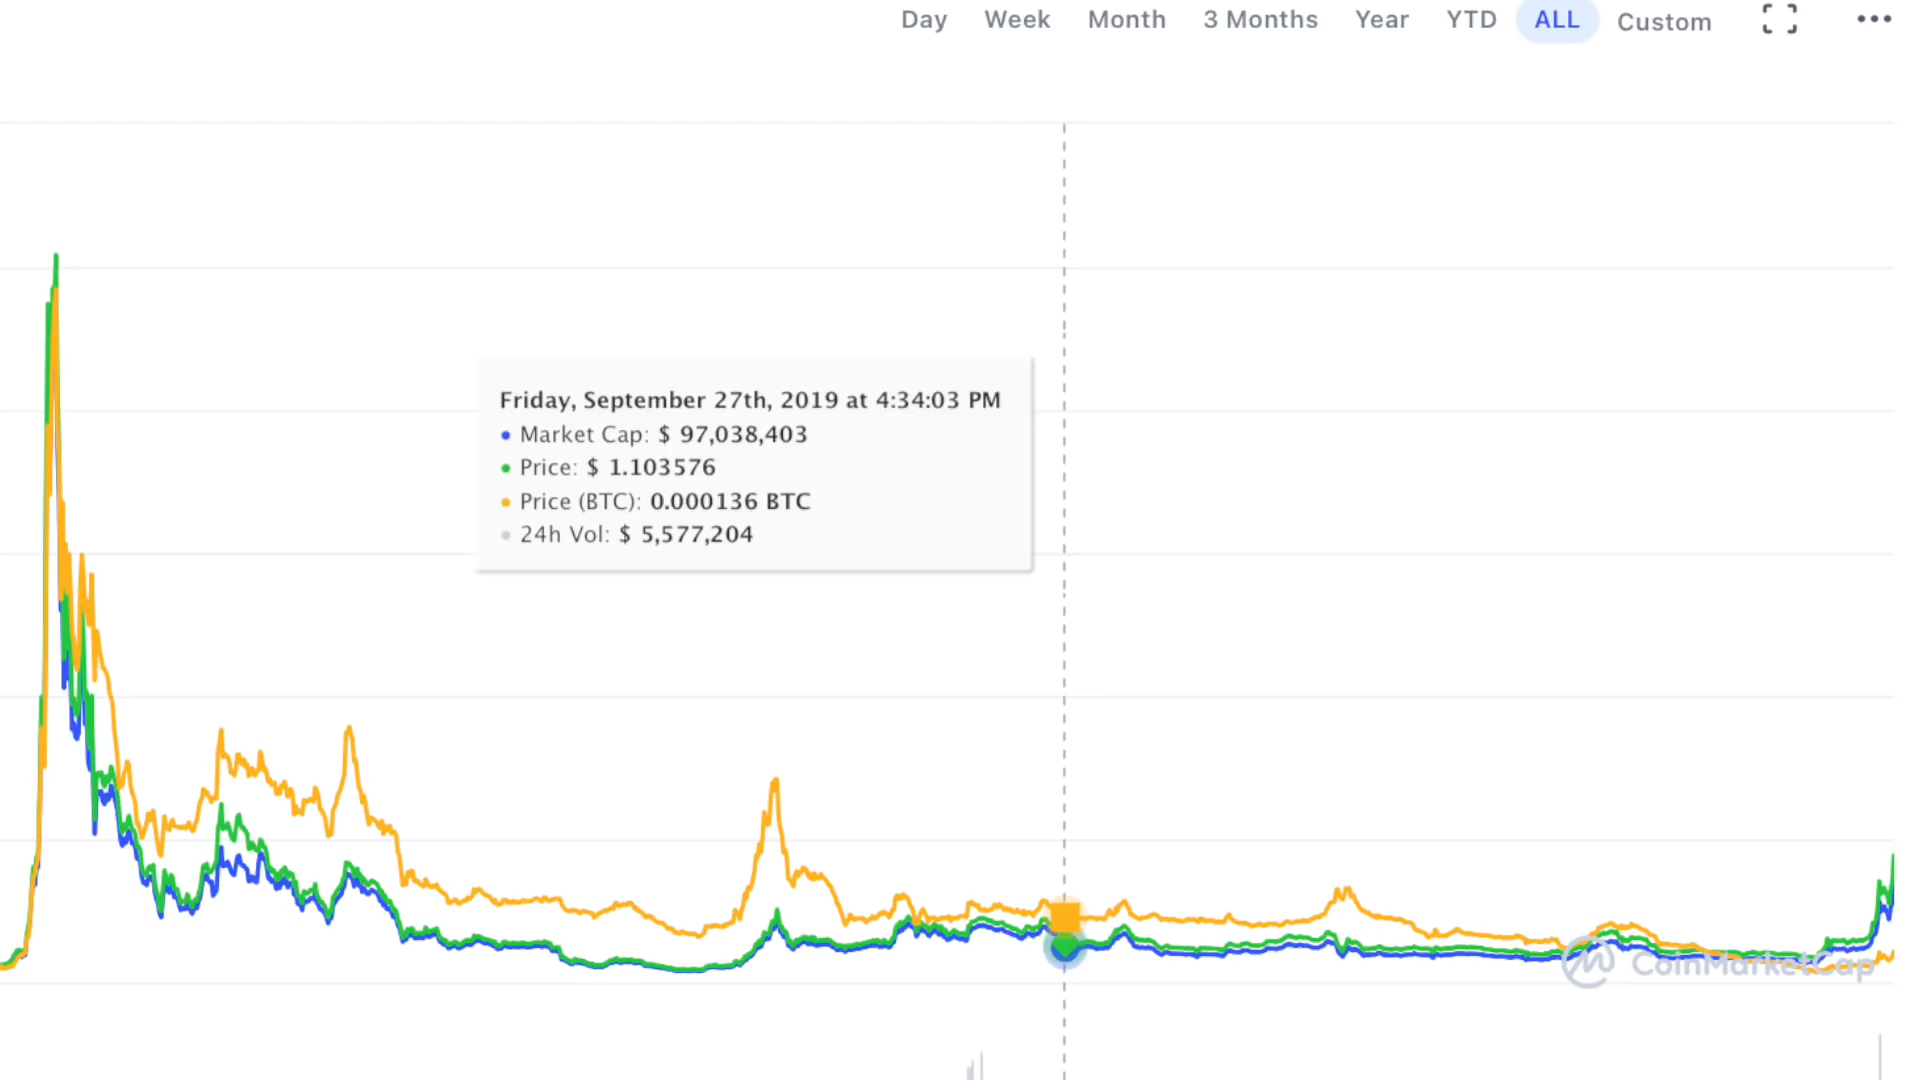 Day Week Month 3 Months Year YTD ALL Custom
Friday, September 27th, 2019 at 4:34:03 PM
Market Cap: $ 97,038,403
Price: $ 1.103576
Price (BTC): 0.000136 BTC
24h Vol: $ 5,577,204
CoinMarketCap